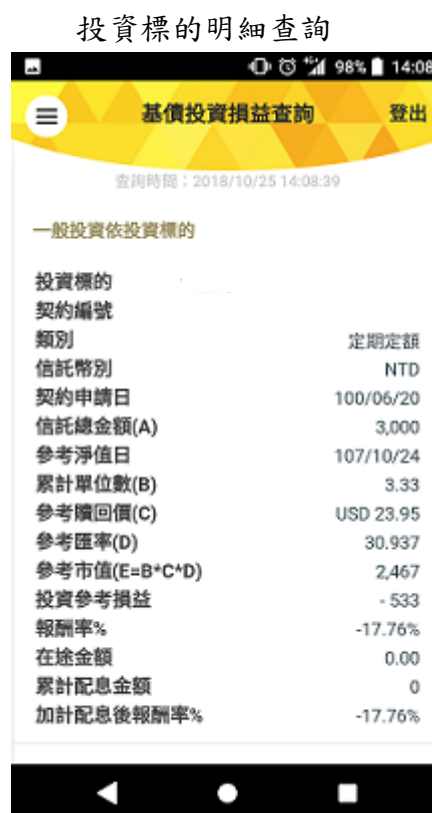 投資標的明細查詢
98% 14:08
基債投資損益查詢 登出
查詢時間：2018/10/25 14:08:39
一般投資依投資標的
投資標的
契約編號
類別 定期定額
信託幣別 NTD
契約申請日 100/06/20
信託總金額(A) 3,000
參考淨值日 107/10/24
累計單位數(B) 3.33
參考贖回價(C) USD 23.95
參考匯率(D) 30.937
參考市值(E=B*C*D) 2,467
投資參考損益 - 533
報酬率% -17.76%
在途金額 0.00
累計配息金額 0
加計配息後報酬率% -17.76%